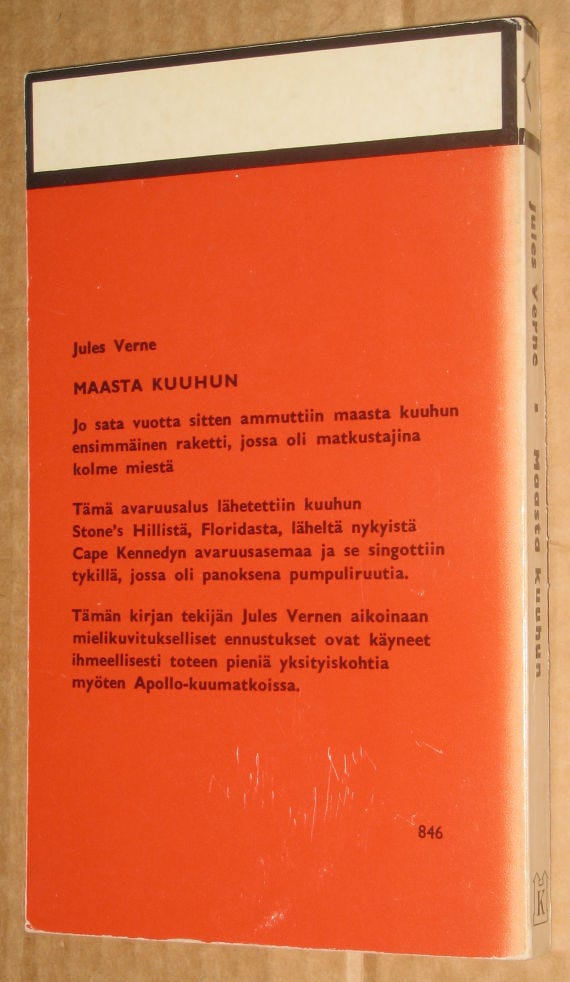 Jules Verne
MAASTA KUUHUN
Jo sata vuotta sitten ammuttiin maasta kuuhun
ensimmäinen raketti, jossa oli matkustajina
kolme miestä
Tämä avaruusalus lähetettiin kuuhun
Stone's Hillistä, Floridasta, läheltä nykyistä
Cape Kennedyn avaruusasemaa ja se singottiin
tykillä, jossa oli panoksena pumpuliruutia.
Tämän kirjan tekijän Jules Vernen aikoinaan
mielikuvitukselliset ennustukset ovat käyneet
ihmeellisesti toteen pieniä yksityiskohtia
myöten Apollo-kuumatkoissa.
846
Jules Verne · Maasta kuuhun
K